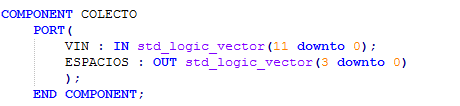 COMPONENT COLECTO
PORT(
VIN : IN std_logic_vector(11 downto 0);
ESPACIOS : OUT std_logic_vector(3 downto 0)
);
END COMPONENT;